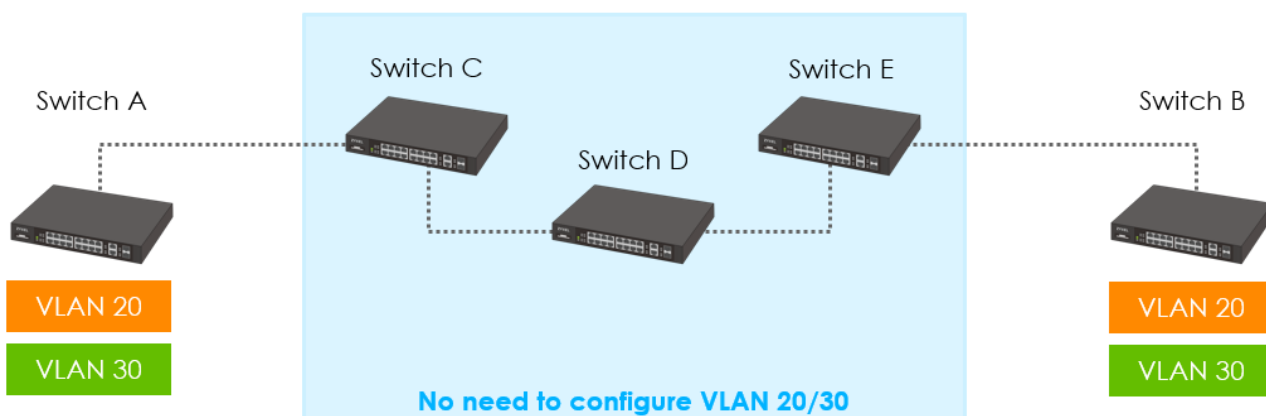 Switch C
Switch E
Switch A
Switch B
Switch D
VLAN 20
VLAN 20
VLAN 30
VLAN 30
No need to configure VLAN 20/30